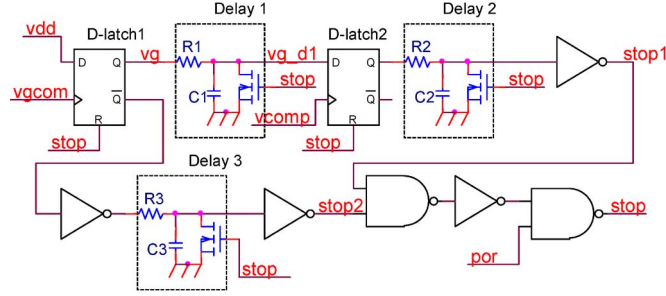 D-latch1
Delay 1
D-latch2
Delay 2
vdd
vg
R1
vg_d1
R2
stop1
D
Q
D
Q
stop
stop
C1
C2
vgcom
Q
vcomp
Q
R
R
stop
stop
Delay 3
R3
stop2
stop
C3
por
stop